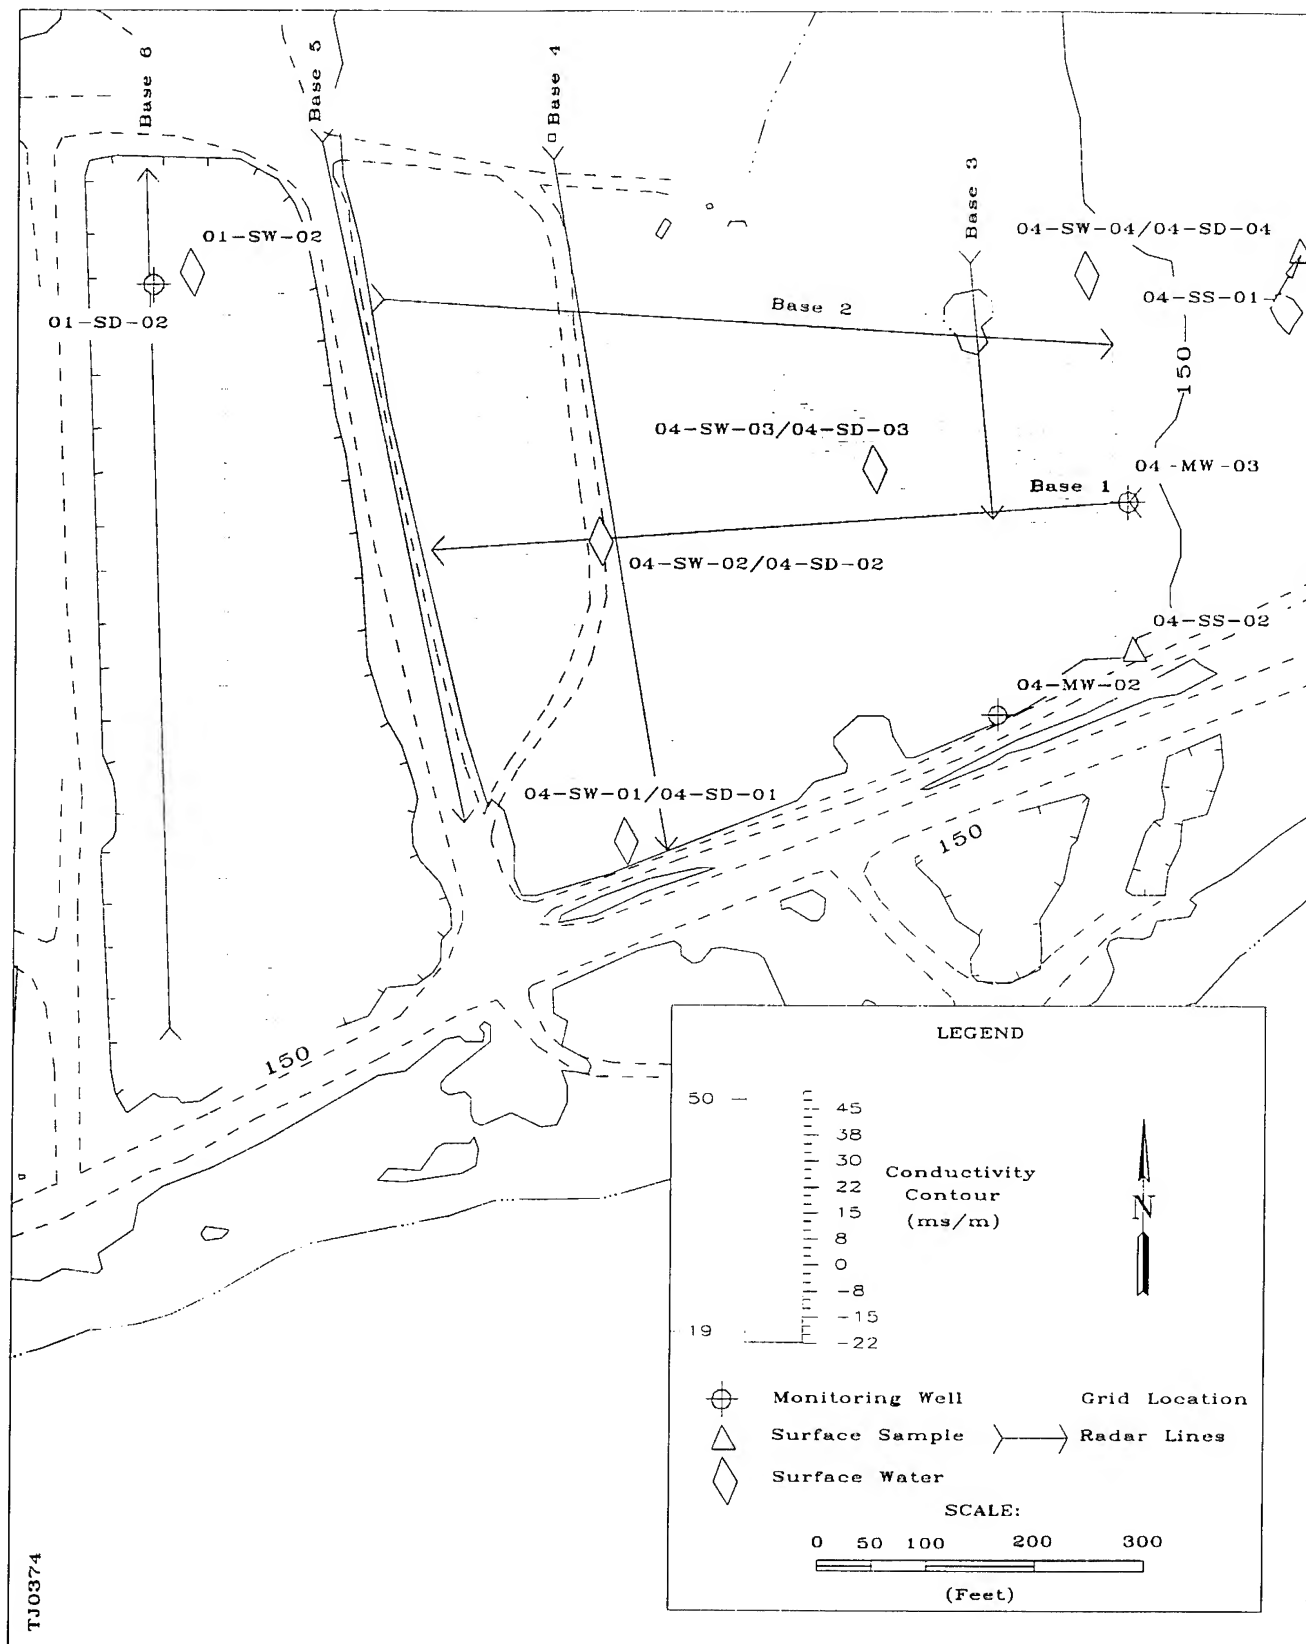 Base 6
Base 5
Base 4
Base 3
01-SW-02
04-SW-04/04-SD-04
04-SS-01
01-SD-02
Base 2
150
04-SW-03/04-SD-03
04-MW-03
Base 1
04-SW-02/04-SD-02
04-SS-02
04-MW-02
04-SW-01/04-SD-01
150
150
LEGEND
50
45
38
30
22
15
8
0
-8
-15
-22
19
Conductivity
Contour
(ms/m)
N
Monitoring Well
Grid Location
Surface Sample
Radar Lines
Surface Water
SCALE:
0 50 100 200 300
(Feet)
TJ0374